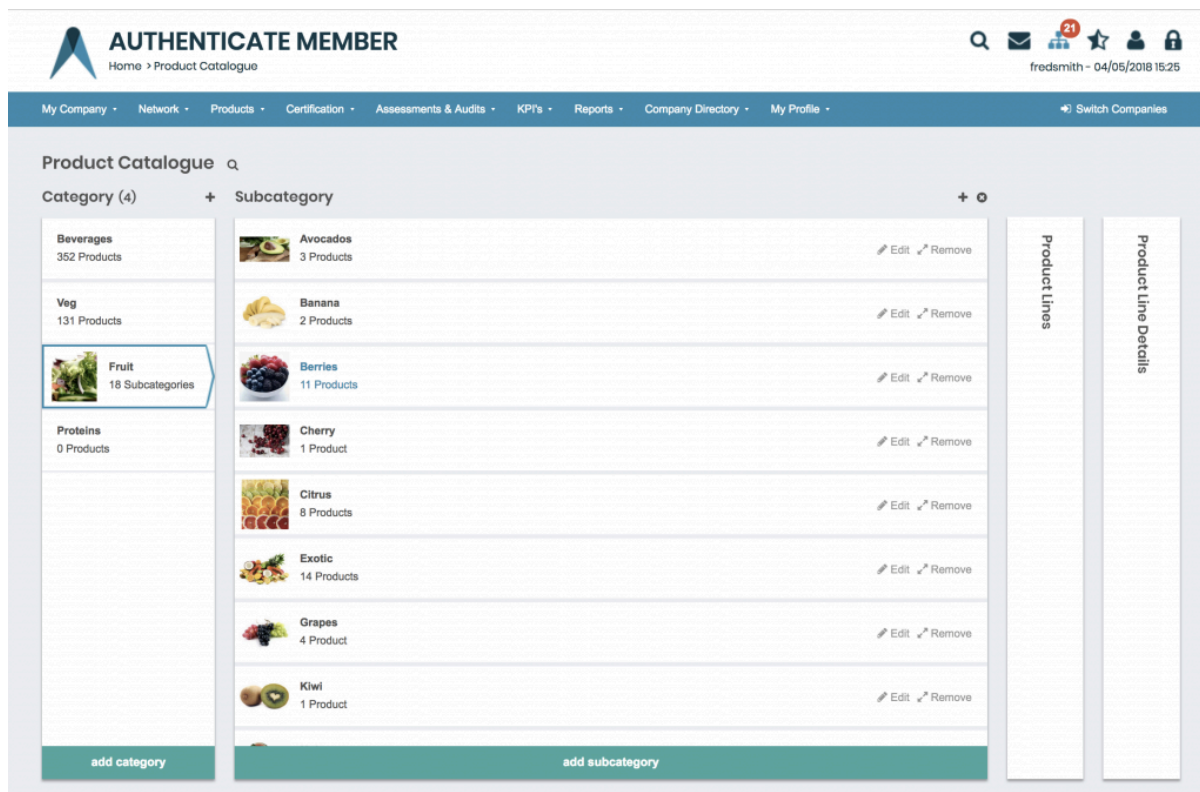 AUTHENTICATE MEMBER
Home > Product Catalogue
21
fredsmith - 04/05/2018 15:25
My Company Network Products Certification Assessments & Audits KPI's Reports Company Directory My Profile Switch Companies
Product Catalogue
Category (4)
Beverages
352 Products
Veg
131 Products
Fruit
18 Subcategories
Proteins
0 Products
add category
Subcategory
Avocados
3 Products
Edit Remove
Banana
2 Products
Edit Remove
Berries
11 Products
Edit Remove
Cherry
1 Product
Edit Remove
Citrus
8 Products
Edit Remove
Exotic
14 Products
Edit Remove
Grapes
4 Product
Edit Remove
Kiwi
1 Product
Edit Remove
add subcategory
Product Lines
Product Line Details